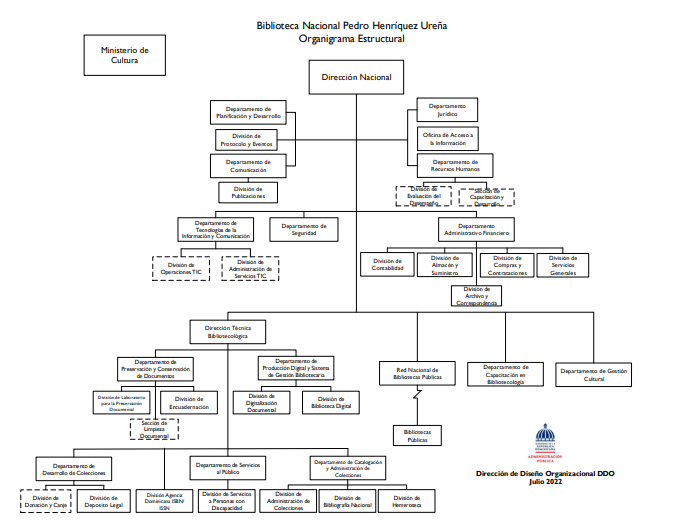 Biblioteca Nacional Pedro Henríquez Ureña
Organigrama Estructural
Ministerio de
Cultura
Dirección Nacional
Departamento de
Planificación y Desarrollo
División de
Protocolo y Eventos
Departamento de
Comunicación
División de
Publicaciones
Departamento
Jurídico
Oficina de Acceso a
la Información
Departamento de
Recursos Humanos
División de
Evaluación del
Desempeño
Sección de
Capacitación y
Desarrollo
Departamento de
Tecnologías de la
Información y Comunicación
Departamento de
Seguridad
Departamento
Administrativo Financiero
División de
Operaciones TIC
División de
Administración de
Servicios TIC
División de
Contabilidad
División de
Almacén y
Suministro
División de
Compras y
Contrataciones
División de
Servicios
Generales
División de
Archivo y
Correspondencia
Dirección Técnica
Bibliotecológica
Departamento de
Preservación y Conservación
de Documentos
Departamento de
Producción Digital y Sistema
de Gestión Bibliotecaria
Red Nacional de
Bibliotecas Públicas
Departamento de
Capacitación en
Bibliotecología
Departamento de Gestión
Cultural
División de Laboratorio
para la Preservación
Documental
División de
Encuadernación
Sección de
Limpieza
Documental
División de
Digitalización
Documental
División de
Biblioteca Digital
Bibliotecas
Públicas
Departamento de
Desarrollo de Colecciones
Departamento de Servicios
al Público
Departamento de Catalogación
y Administración de
Colecciones
División de
Donación y Canje
División de
Deposito Legal
División Agencia
Dominicana ISBN/
ISSN
División de Servicios
a Personas con
Discapacidad
División de
Administración de
Colecciones
División de
Bibliografía Nacional
División de
Hemeroteca
REPÚBLICA DOMINICANA
ADMINISTRACIÓN
PÚBLICA
Dirección de Diseño Organizacional DDO
Julio 2022